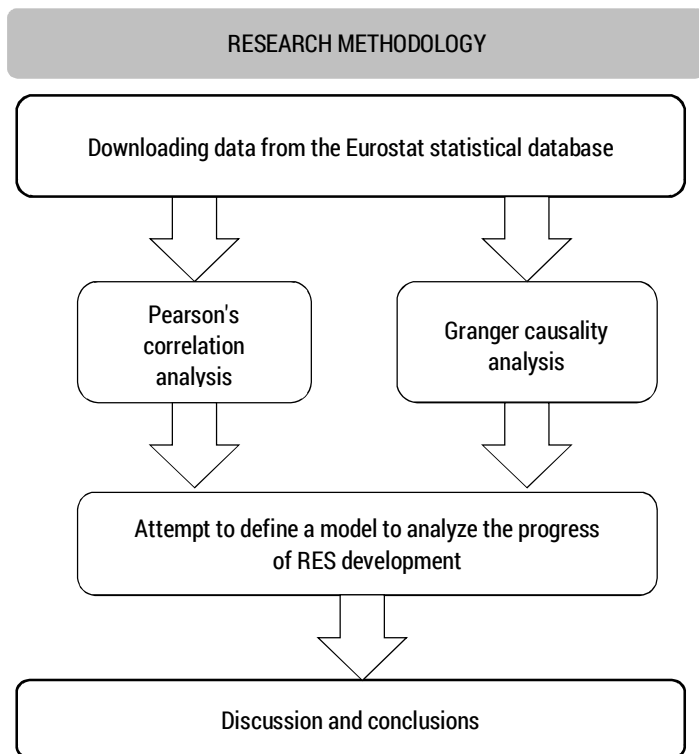 RESEARCH METHODOLOGY
Downloading data from the Eurostat statistical database
Pearson's
correlation
analysis
Granger causality
analysis
Attempt to define a model to analyze the progress
of RES development
Discussion and conclusions